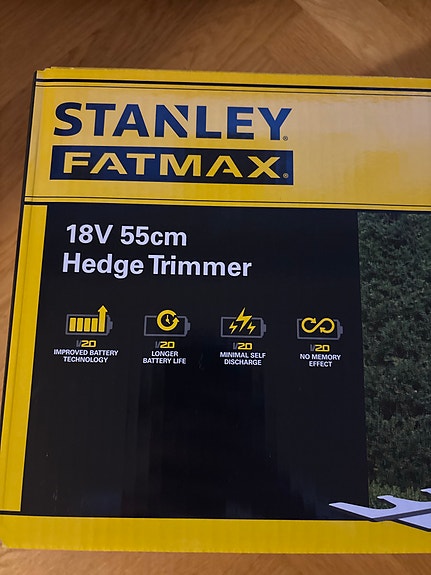 STANLEY
FATMAX
18V 55cm
Hedge Trimmer
V20
IMPROVED BATTERY
TECHNOLOGY
V20
LONGER
BATTERY LIFE
V20
MINIMAL SELF
DISCHARGE
V20
NO MEMORY
EFFECT